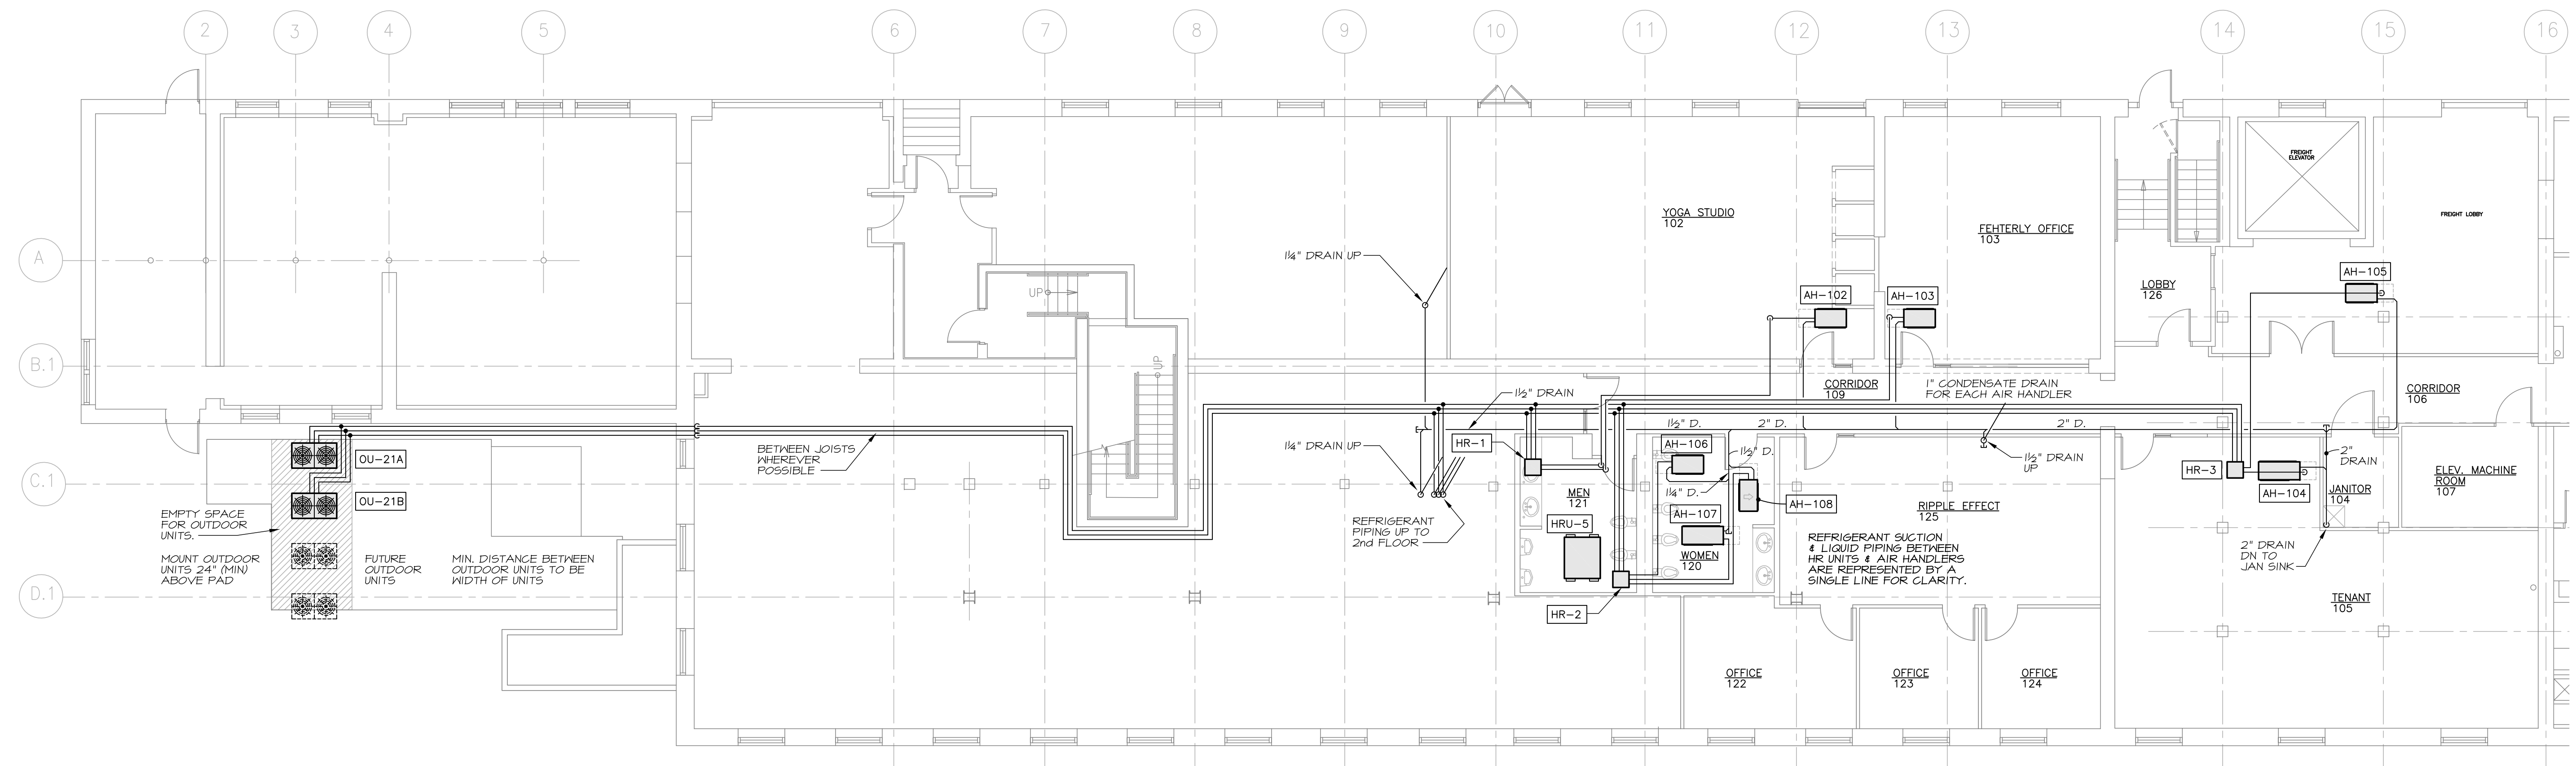 2
3
4
5
6
7
8
9
10
11
12
13
14
15
16
A
B.1
C.1
D.1
FREIGHT
ELEVATOR
FREIGHT LOBBY
YOGA STUDIO
102
FEHTERLY OFFICE
103
LOBBY
126
1¼" DRAIN UP
AH-102
AH-103
AH-105
UP
UP
1½" DRAIN
CORRIDOR
109
1" CONDENSATE DRAIN
FOR EACH AIR HANDLER
CORRIDOR
106
1½" D.
2" D.
2" D.
BETWEEN JOISTS
WHEREVER
POSSIBLE
1¼" DRAIN UP
HR-1
AH-106
1½" D.
1¼" D.
1½" DRAIN
UP
2"
DRAIN
OU-21A
OU-21B
HR-3
AH-104
JANITOR
104
ELEV. MACHINE
ROOM
107
MEN
121
AH-108
RIPPLE EFFECT
125
AH-107
HRU-5
REFRIGERANT
PIPING UP TO
2nd FLOOR
WOMEN
120
EMPTY SPACE
FOR OUTDOOR
UNITS.
MOUNT OUTDOOR
UNITS 24" (MIN)
ABOVE PAD
FUTURE
OUTDOOR
UNITS
MIN. DISTANCE BETWEEN
OUTDOOR UNITS TO BE
WIDTH OF UNITS
REFRIGERANT SUCTION
& LIQUID PIPING BETWEEN
HR UNITS & AIR HANDLERS
ARE REPRESENTED BY A
SINGLE LINE FOR CLARITY.
2" DRAIN
DN TO
JAN SINK
HR-2
TENANT
105
OFFICE
122
OFFICE
123
OFFICE
124